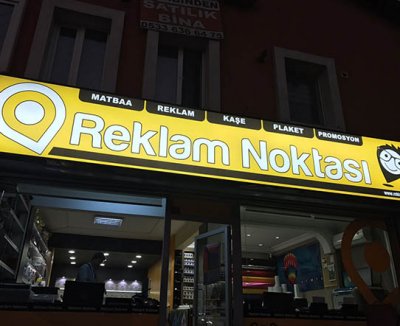 SATILIK
BİNA
MATBAA
REKLAM
KAŞE
PLAKET
PROMOSYON
Reklam Noktası